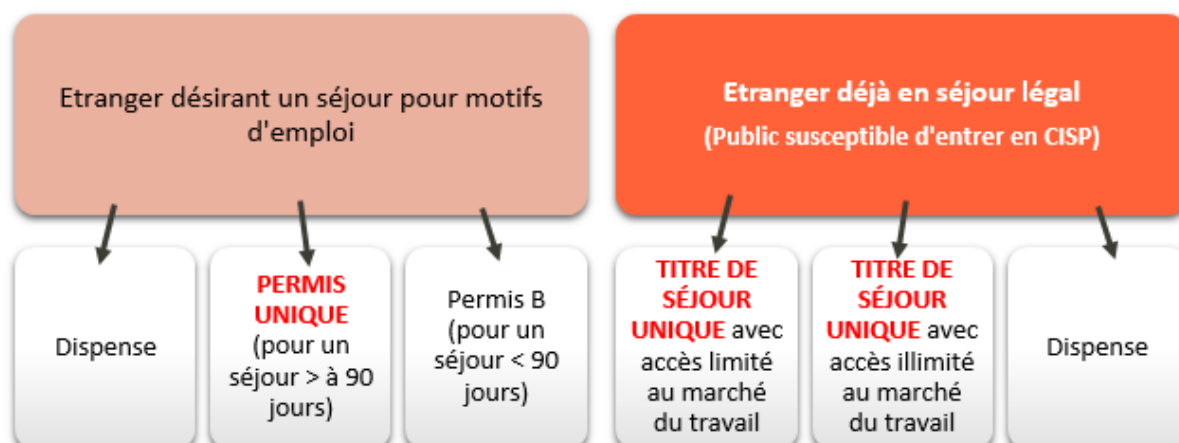 Etranger désirant un séjour pour motifs
d'emploi
Etranger déjà en séjour légal
(Public susceptible d'entrer en CISP)
Dispense
PERMIS
UNIQUE
(pour un
séjour > à 90
jours)
Permis B
(pour un
séjour < 90
jours)
TITRE DE
SÉJOUR
UNIQUE avec
accès limité
au marché
du travail
TITRE DE
SÉJOUR
UNIQUE avec
accès illimité
au marché
du travail
Dispense